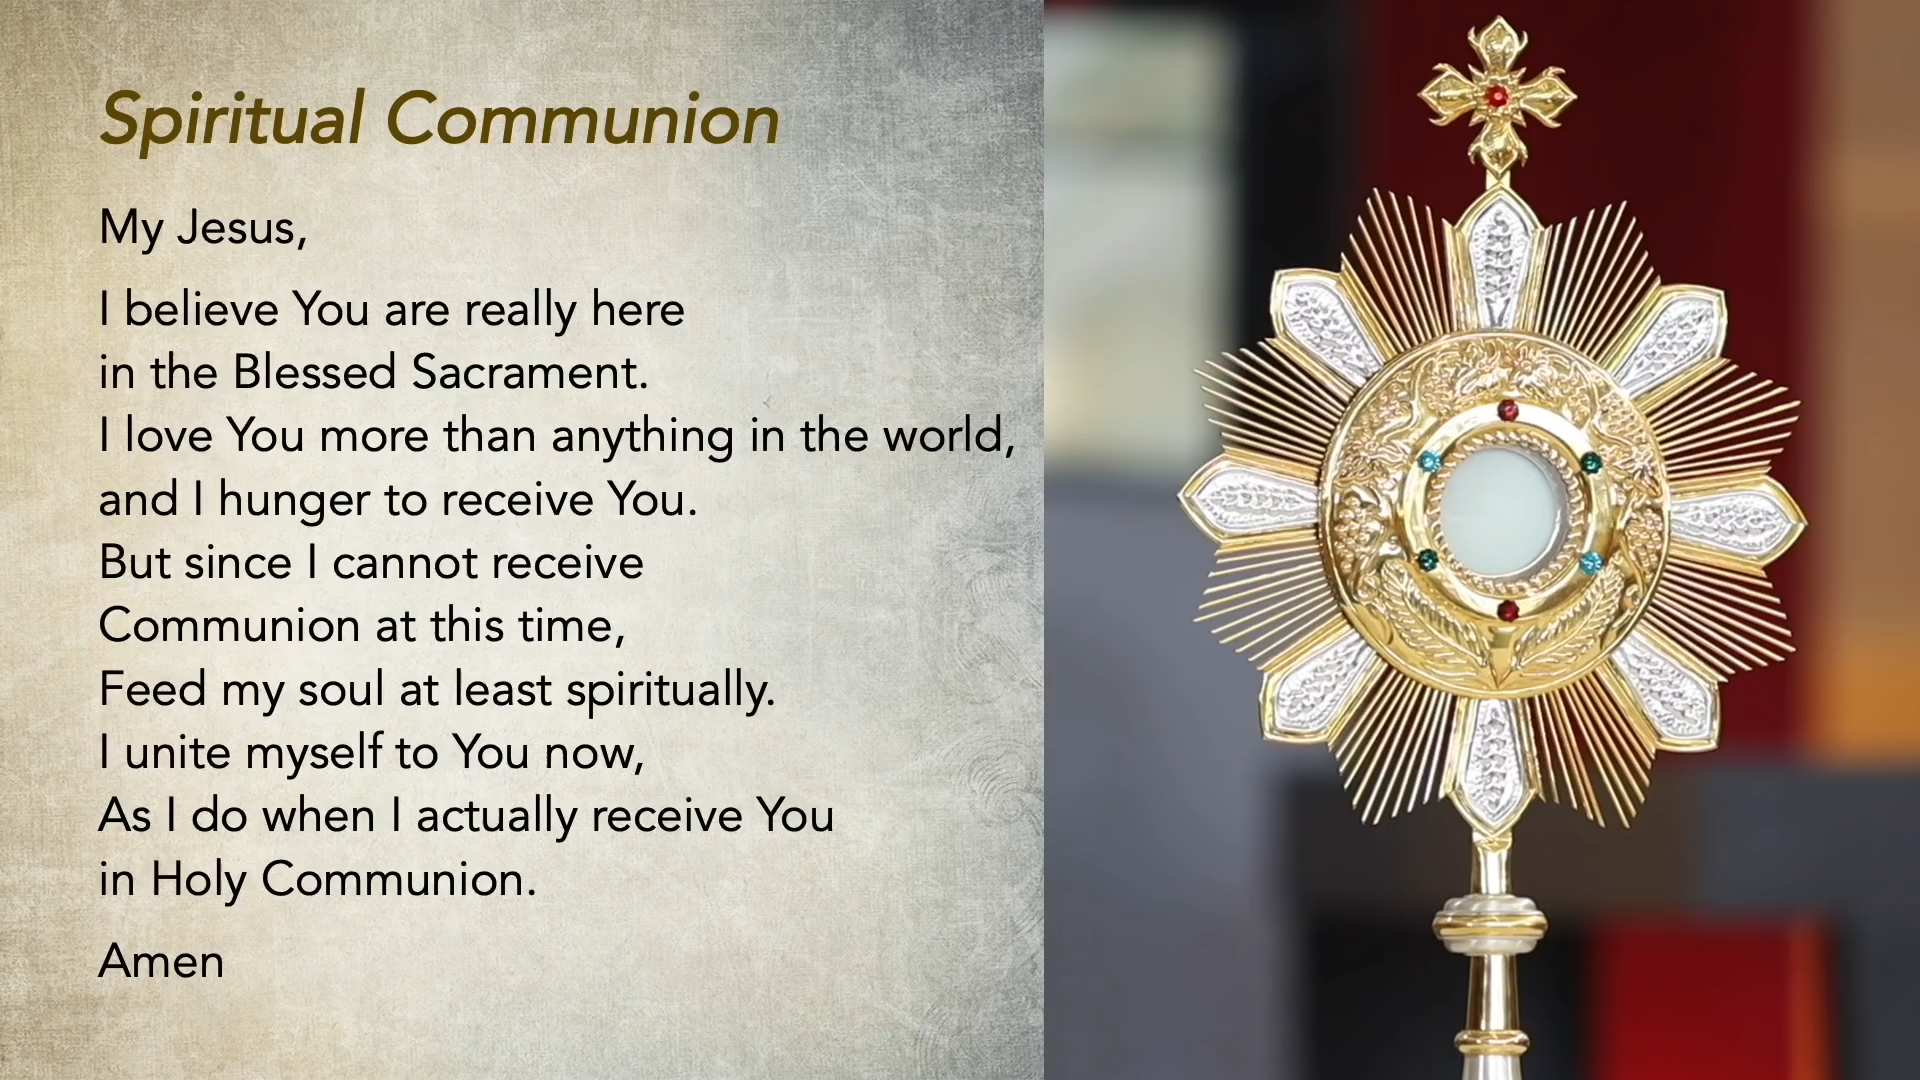 Spiritual Communion
My Jesus,
I believe You are really here
in the Blessed Sacrament.
I love You more than anything in the world,
and I hunger to receive You.
But since I cannot receive
Communion at this time,
Feed my soul at least spiritually.
I unite myself to You now,
As I do when I actually receive You
in Holy Communion.
Amen